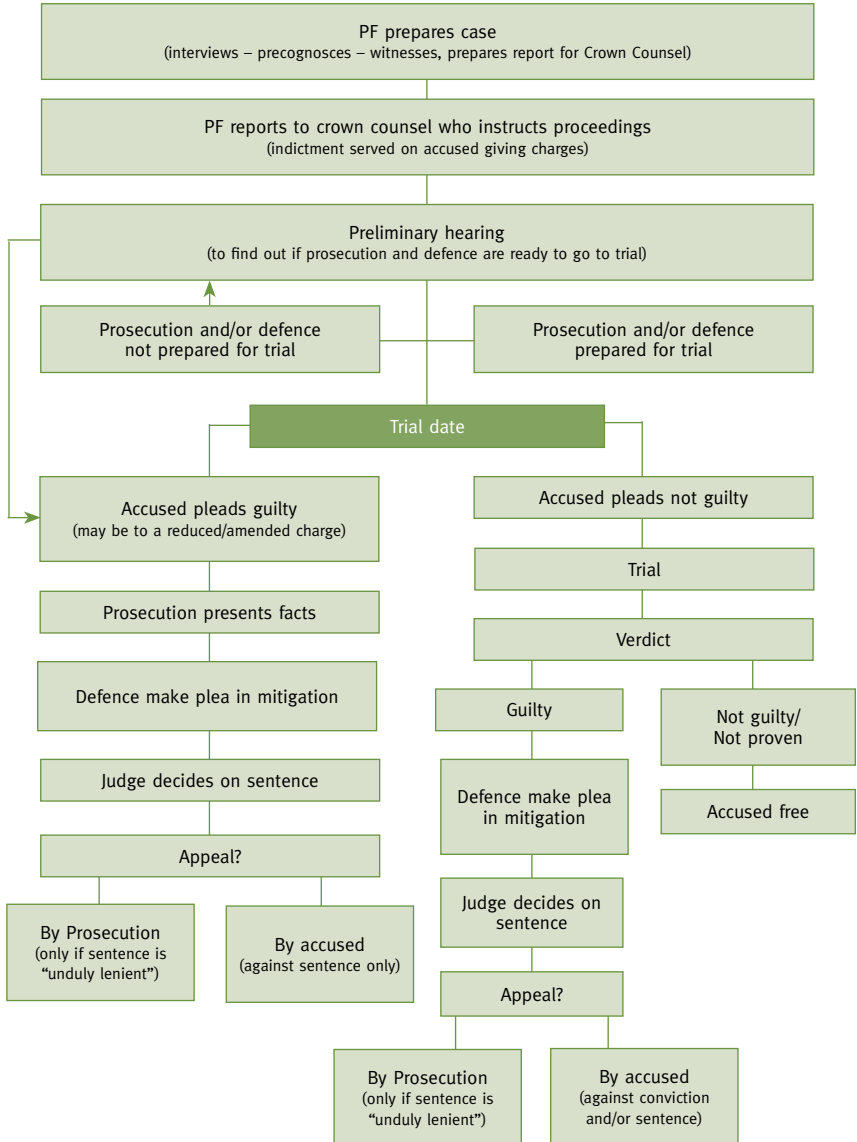 PF prepares case
(interviews – precognosces – witnesses, prepares report for Crown Counsel)
PF reports to crown counsel who instructs proceedings
(indictment served on accused giving charges)
Preliminary hearing
(to find out if prosecution and defence are ready to go to trial)
Prosecution and/or defence
not prepared for trial
Prosecution and/or defence
prepared for trial
Trial date
Accused pleads guilty
(may be to a reduced/amended charge)
Prosecution presents facts
Defence make plea in mitigation
Judge decides on sentence
Appeal?
By Prosecution
(only if sentence is
“unduly lenient”)
By accused
(against sentence only)
Accused pleads not guilty
Trial
Verdict
Guilty
Not guilty/
Not proven
Defence make plea
in mitigation
Accused free
Judge decides on
sentence
Appeal?
By Prosecution
(only if sentence is
“unduly lenient”)
By accused
(against conviction
and/or sentence)